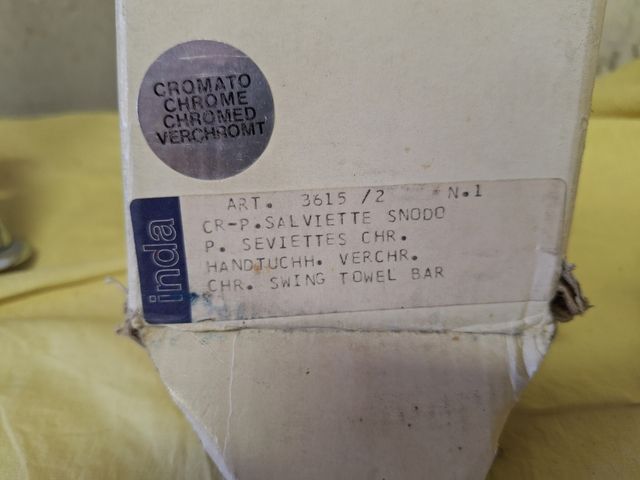 CROMATO
CHROME
CHROMED
VERCHROMT
inda
ART. 3615 /2 N.1
CR-P.SALVIETTE SNODO
P. SEVIETTES CHR.
HANDTUCHH. VERCHR.
CHR. SWING TOWEL BAR